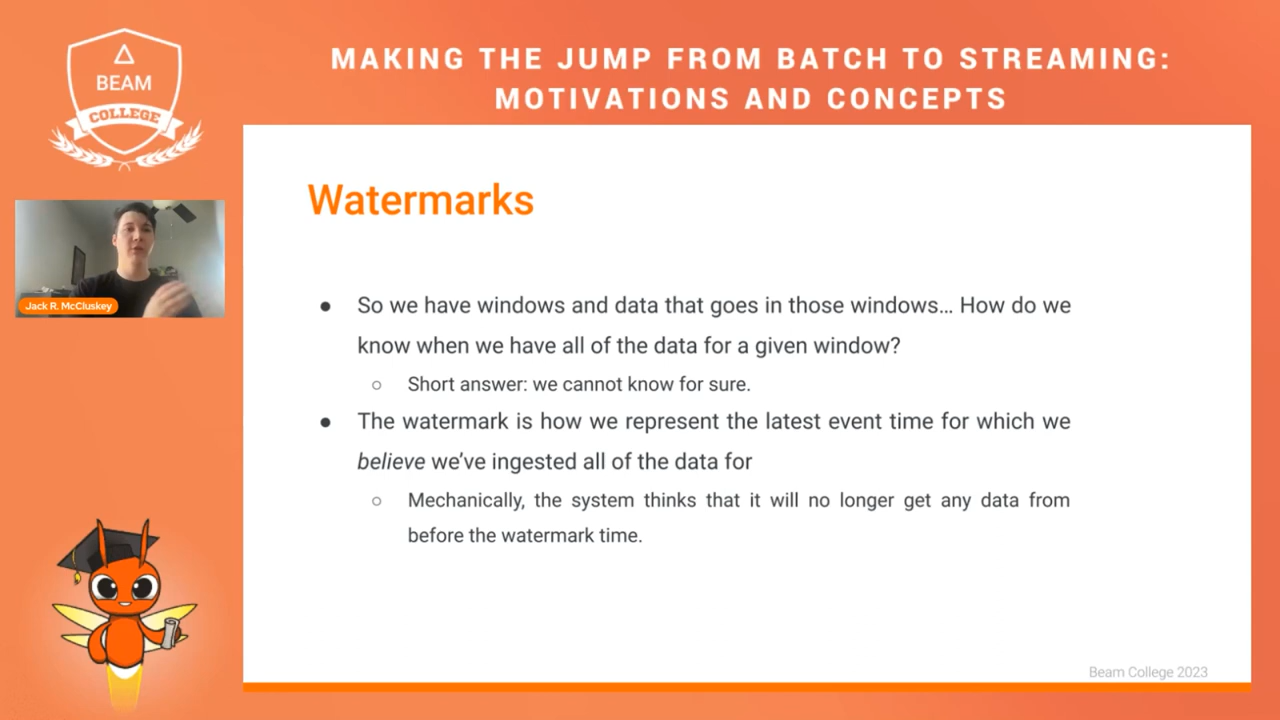 BEAM
COLLEGE
MAKING THE JUMP FROM BATCH TO STREAMING:
MOTIVATIONS AND CONCEPTS
Jack R. McCluskey
Watermarks
● So we have windows and data that goes in those windows... How do we
know when we have all of the data for a given window?
○ Short answer: we cannot know for sure.
● The watermark is how we represent the latest event time for which we
believe we've ingested all of the data for
○ Mechanically, the system thinks that it will no longer get any data from
before the watermark time.
Beam College 2023